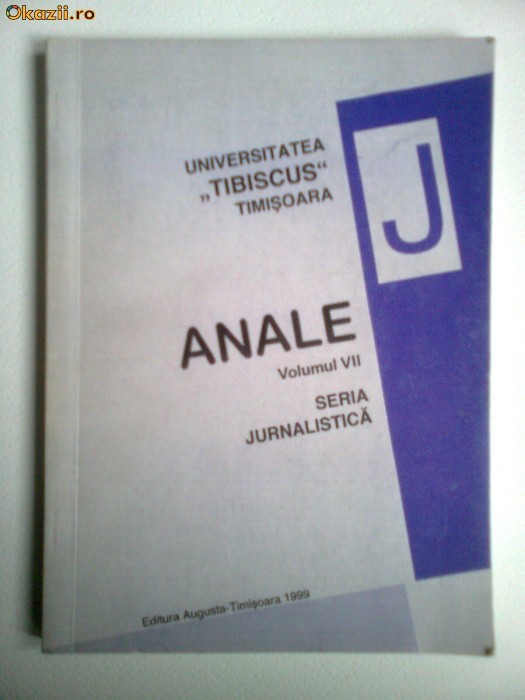 Okazii.ro
UNIVERSITATEA
„TIBISCUS“
TIMIŞOARA
J
ANALE
Volumul VII
SERIA
JURNALISTICĂ
Editura Augusta-Timişoara 1999